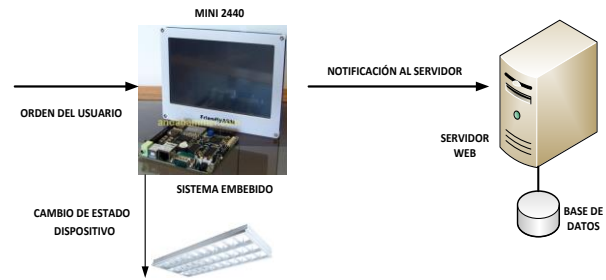 MINI 2440
NOTIFICACIÓN AL SERVIDOR
ORDEN DEL USUARIO
FriendlyARM
SERVIDOR
WEB
SISTEMA EMBEBIDO
CAMBIO DE ESTADO
DISPOSITIVO
BASE DE
DATOS